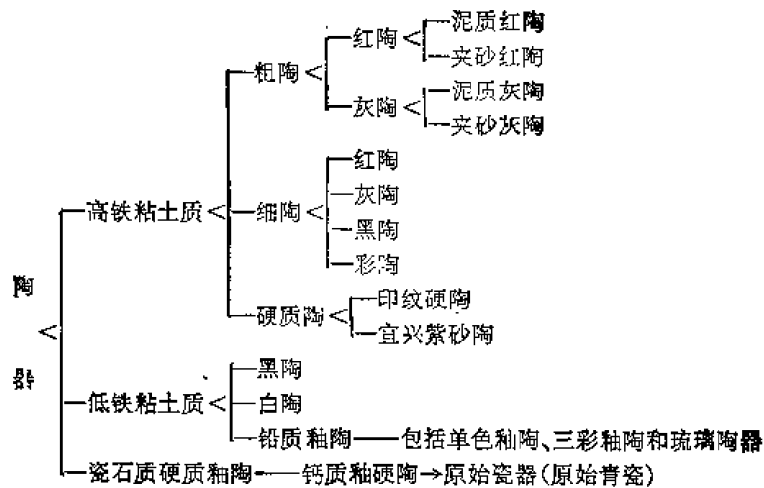 泥质红陶
红陶
夹砂红陶
粗陶
泥质灰陶
灰陶
夹砂灰陶
红陶
灰陶
高铁粘土质
细陶
黑陶
彩陶
陶器
印纹硬陶
硬质陶
宜兴紫砂陶
黑陶
低铁粘土质
白陶
铅质釉陶
包括单色釉陶、三彩釉陶和琉璃陶器
瓷石质硬质釉陶
钙质釉硬陶→原始瓷器(原始青瓷)